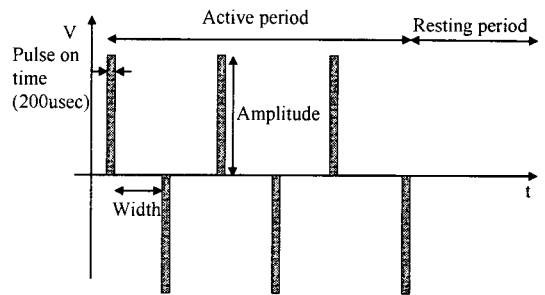 Active period
Resting period
V
Pulse on
time
(200usec)
Amplitude
Width
t